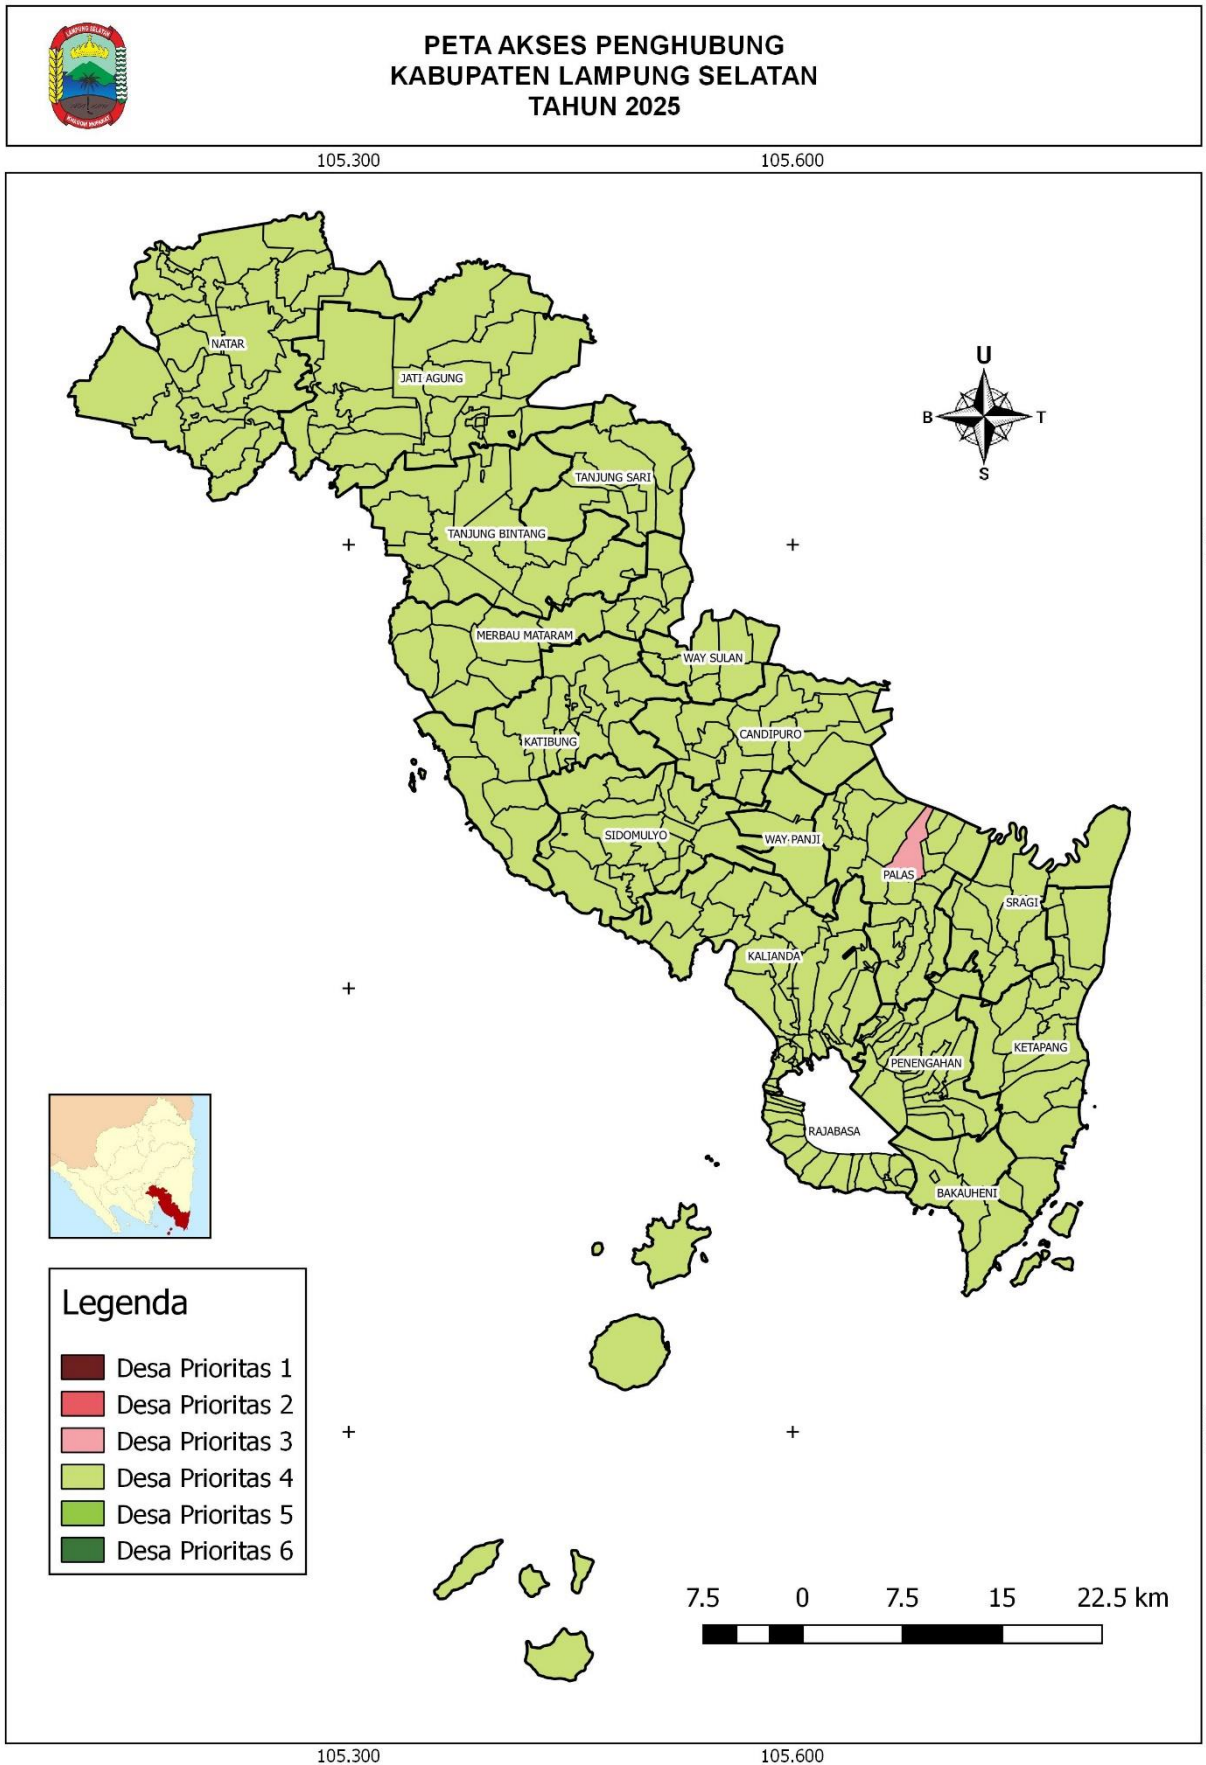 LAMPUNG SELATAN
PETA AKSES PENGHUBUNG
KABUPATEN LAMPUNG SELATAN
TAHUN 2025
105.300 105.600
NATAR
JATI AGUNG
U
B T
S
TANJUNG SARI
TANJUNG BINTANG
MERBAU MATARAM
WAY SULAN
KATIBUNG
CANDIPURO
SIDOMULYO
WAY PANJI
PALAS
SRAGI
KALIANDA
KETAPANG
PENENGAHAN
RAJABASA
BAKAUHENI
Legenda
Desa Prioritas 1
Desa Prioritas 2
Desa Prioritas 3
Desa Prioritas 4
Desa Prioritas 5
Desa Prioritas 6
7.5 0 7.5 15 22.5 km
105.300 105.600